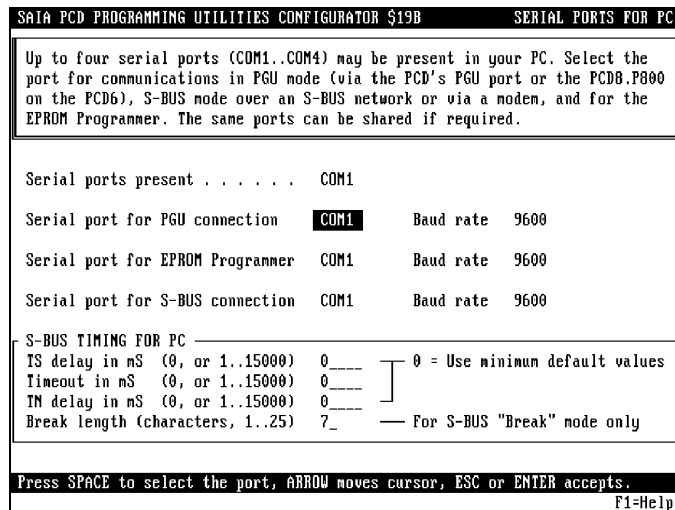 SAIA PCD PROGRAMMING UTILITIES CONFIGURATOR $19B SERIAL PORTS FOR PC
Up to four serial ports (COM1..COM4) may be present in your PC. Select the
port for communications in PGU mode (via the PCD's PGU port or the PCD8.P800
on the PCD6), S-BUS mode over an S-BUS network or via a modem, and for the
EPROM Programmer. The same ports can be shared if required.
Serial ports present . . . . . . COM1
Serial port for PGU connection COM1 Baud rate 9600
Serial port for EPROM Programmer COM1 Baud rate 9600
Serial port for S-BUS connection COM1 Baud rate 9600
S-BUS TIMING FOR PC
TS delay in mS (0, or 1..15000) 0____ 0 = Use minimum default values
Timeout in mS (0, or 1..15000) 0____
TN delay in mS (0, or 1..15000) 0____
Break length (characters, 1..25) 7_ For S-BUS "Break" mode only
Press SPACE to select the port, ARROW moves cursor, ESC or ENTER accepts.
F1=Help